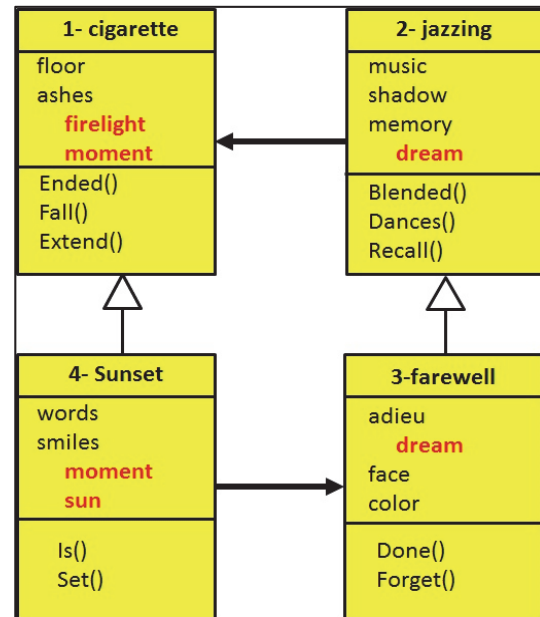 1- cigarette
floor
ashes
firelight
moment
Ended()
Fall()
Extend()
2- jazzing
music
shadow
memory
dream
Blended()
Dances()
Recall()
4- Sunset
words
smiles
moment
sun
Is()
Set()
3-farewell
adieu
dream
face
color
Done()
Forget()